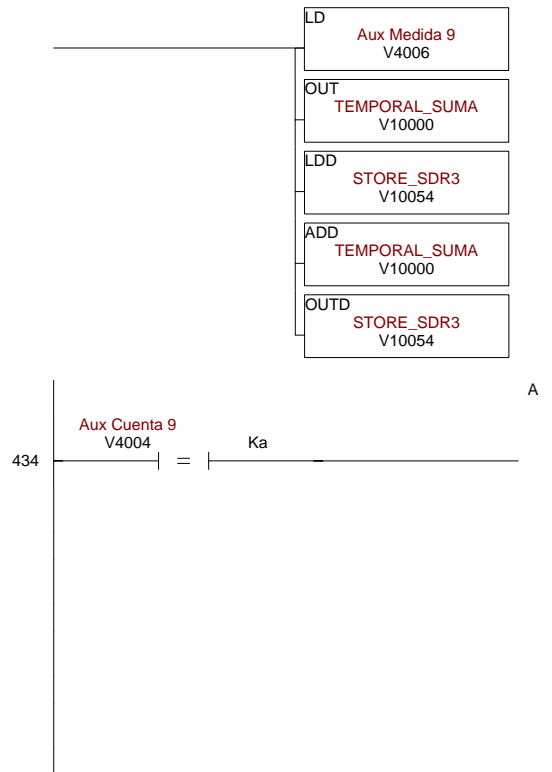 LD
Aux Medida 9
V4006
OUT
TEMPORAL_SUMA
V10000
LDD
STORE_SDR3
V10054
ADD
TEMPORAL_SUMA
V10000
OUTD
STORE_SDR3
V10054
A
Aux Cuenta 9
V4004
Ka
434
=